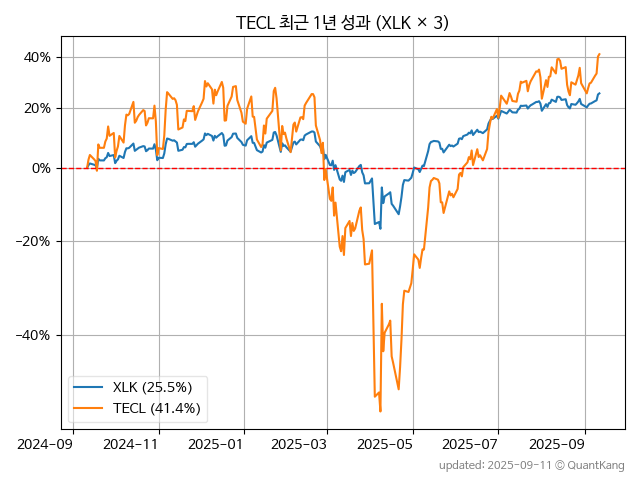 TECL 최근 1년 성과 (XLK × 3)
40%
20%
0%
−20%
−40%
XLK (25.5%)
TECL (41.4%)
2024−09 2024−11 2025−01 2025−03 2025−05 2025−07 2025−09
updated: 2025-09-11 © QuantKang